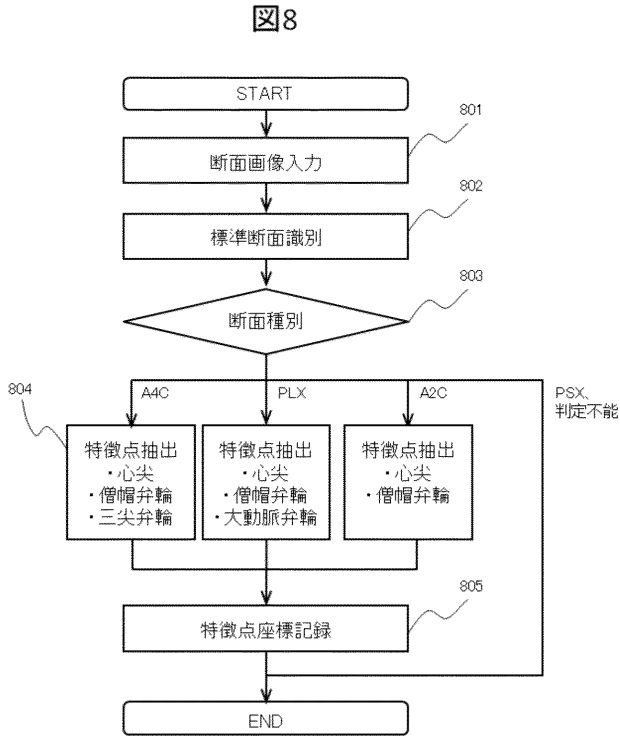 図8
START
801
断面画像入力
802
標準断面識別
803
断面種別
804
A4C
PLX
A2C
PSX、
判定不能
特徴点抽出
・心尖
・僧帽弁輪
・三尖弁輪
特徴点抽出
・心尖
・僧帽弁輪
・大動脈弁輪
特徴点抽出
・心尖
・僧帽弁輪
805
特徴点座標記録
END